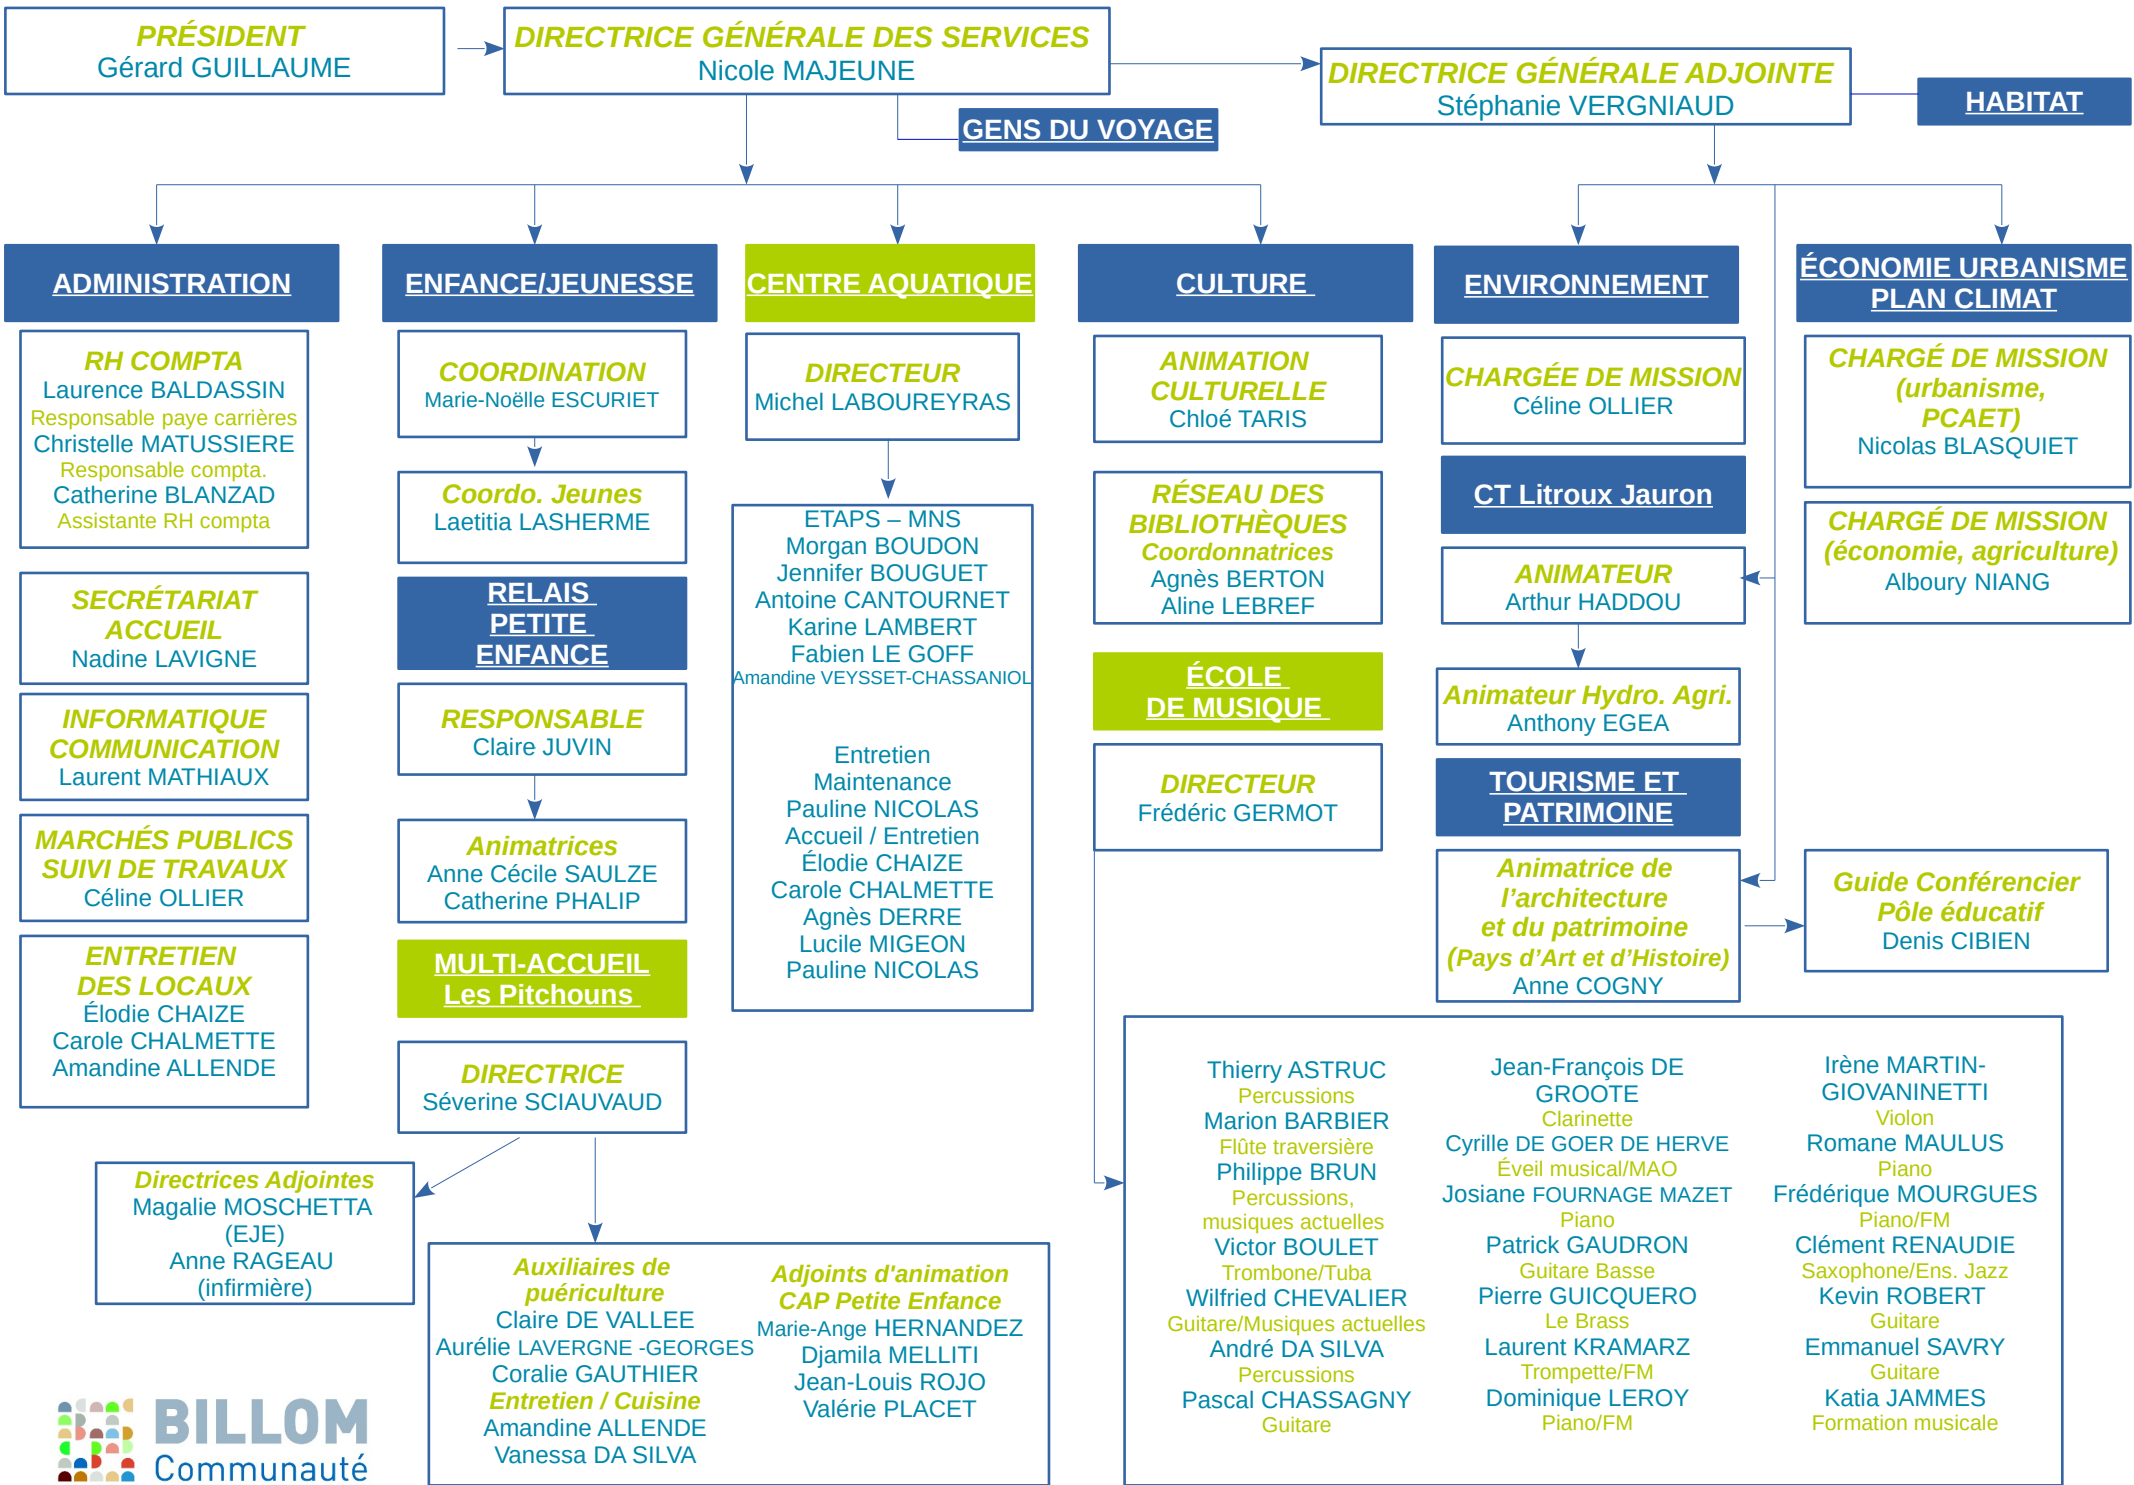 PRÉSIDENT
Gérard GUILLAUME
DIRECTRICE GÉNÉRALE DES SERVICES
Nicole MAJEUNE
DIRECTRICE GÉNÉRALE ADJOINTE
Stéphanie VERGNIAUD
HABITAT
GENS DU VOYAGE
ADMINISTRATION
RH COMPTA
Laurence BALDASSIN
Responsable paye carrières
Christelle MATUSSIERE
Responsable compta.
Catherine BLANZAD
Assistante RH compta
SECRÉTARIAT
ACCUEIL
Nadine LAVIGNE
INFORMATIQUE
COMMUNICATION
Laurent MATHIAUX
MARCHÉS PUBLICS
SUIVI DE TRAVAUX
Céline OLLIER
ENTRETIEN
DES LOCAUX
Élodie CHAIZE
Carole CHALMETTE
Amandine ALLENDE
ENFANCE/JEUNESSE
COORDINATION
Marie-Noëlle ESCURIET
Coordo. Jeunes
Laetitia LASHERME
RELAIS
PETITE
ENFANCE
RESPONSABLE
Claire JUVIN
Animatrices
Anne Cécile SAULZE
Catherine PHALIP
MULTI-ACCUEIL
Les Pitchouns
DIRECTRICE
Séverine SCIAUVAUD
Directrices Adjointes
Magalie MOSCHETTA
(EJE)
Anne RAGEAU
(infirmière)
Auxiliaires de
puériculture
Claire DE VALLEE
Aurélie LAVERGNE -GEORGES
Coralie GAUTHIER
Entretien / Cuisine
Amandine ALLENDE
Vanessa DA SILVA
Adjoints d'animation
CAP Petite Enfance
Marie-Ange HERNANDEZ
Djamila MELLITI
Jean-Louis ROJO
Valérie PLACET
CENTRE AQUATIQUE
DIRECTEUR
Michel LABOUREYRAS
ETAPS – MNS
Morgan BOUDON
Jennifer BOUGUET
Antoine CANTOURNET
Karine LAMBERT
Fabien LE GOFF
Amandine VEYSSET-CHASSANIOL
Entretien
Maintenance
Pauline NICOLAS
Accueil / Entretien
Élodie CHAIZE
Carole CHALMETTE
Agnès DERRE
Lucile MIGEON
Pauline NICOLAS
CULTURE
ANIMATION
CULTURELLE
Chloé TARIS
RÉSEAU DES
BIBLIOTHÈQUES
Coordonnatrices
Agnès BERTON
Aline LEBREF
ÉCOLE
DE MUSIQUE
DIRECTEUR
Frédéric GERMOT
Thierry ASTRUC
Percussions
Marion BARBIER
Flûte traversière
Philippe BRUN
Percussions,
musiques actuelles
Victor BOULET
Trombone/Tuba
Wilfried CHEVALIER
Guitare/Musiques actuelles
André DA SILVA
Percussions
Pascal CHASSAGNY
Guitare
Jean-François DE
GROOTE
Clarinette
Cyrille DE GOER DE HERVE
Éveil musical/MAO
Josiane FOURNAGE MAZET
Piano
Patrick GAUDRON
Guitare Basse
Pierre GUICQUERO
Le Brass
Laurent KRAMARZ
Trompette/FM
Dominique LEROY
Piano/FM
Irène MARTIN-
GIOVANINETTI
Violon
Romane MAULUS
Piano
Frédérique MOURGUES
Piano/FM
Clément RENAUDIE
Saxophone/Ens. Jazz
Kevin ROBERT
Guitare
Emmanuel SAVRY
Guitare
Katia JAMMES
Formation musicale
ENVIRONNEMENT
CHARGÉE DE MISSION
Céline OLLIER
CT Litroux Jauron
ANIMATEUR
Arthur HADDOU
Animateur Hydro. Agri.
Anthony EGEA
TOURISME ET
PATRIMOINE
Animatrice de
l’architecture
et du patrimoine
(Pays d’Art et d’Histoire)
Anne COGNY
Guide Conférencier
Pôle éducatif
Denis CIBIEN
ÉCONOMIE URBANISME
PLAN CLIMAT
CHARGÉ DE MISSION
(urbanisme,
PCAET)
Nicolas BLASQUIET
CHARGÉ DE MISSION
(économie, agriculture)
Alboury NIANG
BILLOM
Communauté